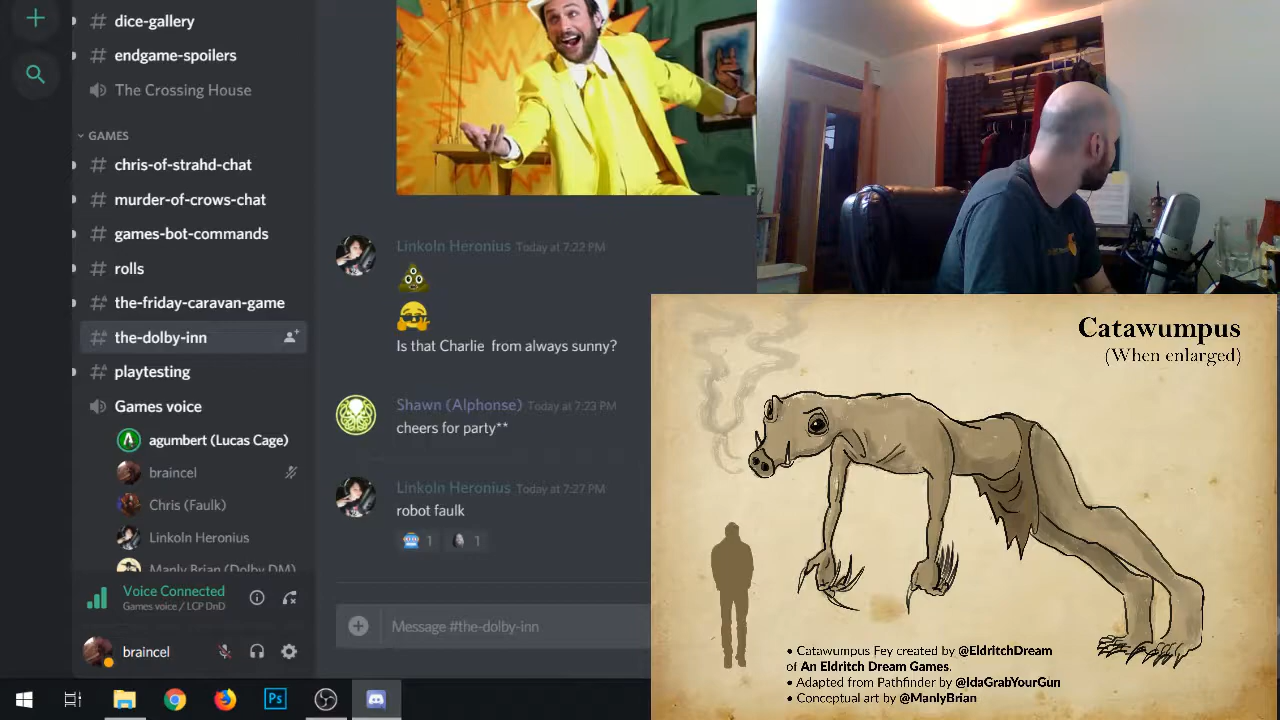 dice-gallery
endgame-spoilers
The Crossing House
GAMES
chris-of-strahd-chat
murder-of-crows-chat
games-bot-commands
rolls
the-friday-caravan-game
the-dolby-inn
playtesting
Games voice
agumbert (Lucas Cage)
braincel
Chris (Faulk)
Linkoln Heronius
Manly Brian (Dolby DM)
Voice Connected
Games voice / LCP DnD
braincel
Linkoln Heronius Today at 7:22 PM
Is that Charlie from always sunny?
Shawn (Alphonse) Today at 7:23 PM
cheers for party**
Linkoln Heronius Today at 7:27 PM
robot faulk
1 1
Message #the-dolby-inn
Catawumpus
(When enlarged)
• Catawumpus Fey created by @EldritchDream
of An Eldritch Dream Games.
• Adapted from Pathfinder by @IdaGrabYourGun
• Conceptual art by @ManlyBrian
Ps